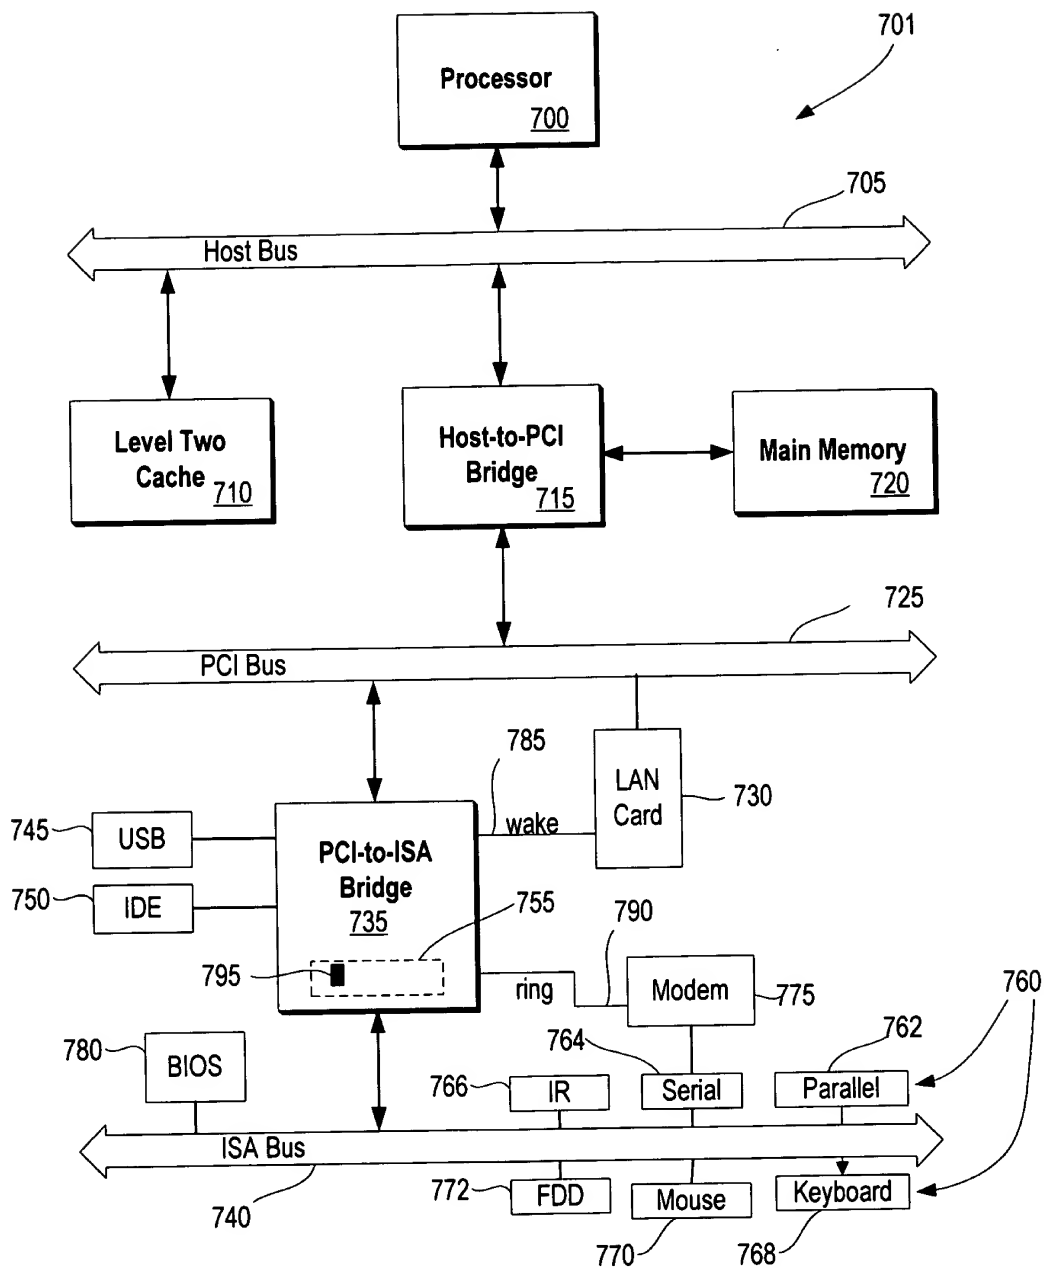 701
Processor
700
705
Host Bus
Level Two
Cache
710
Host-to-PCI
Bridge
715
Main Memory
720
725
PCI Bus
785
LAN
Card
730
wake
745
USB
750
IDE
PCI-to-ISA
Bridge
735
755
795
790
ring
Modem
775
760
780
BIOS
764
762
766
IR
Serial
Parallel
ISA Bus
740
772
FDD
Mouse
Keyboard
770
768